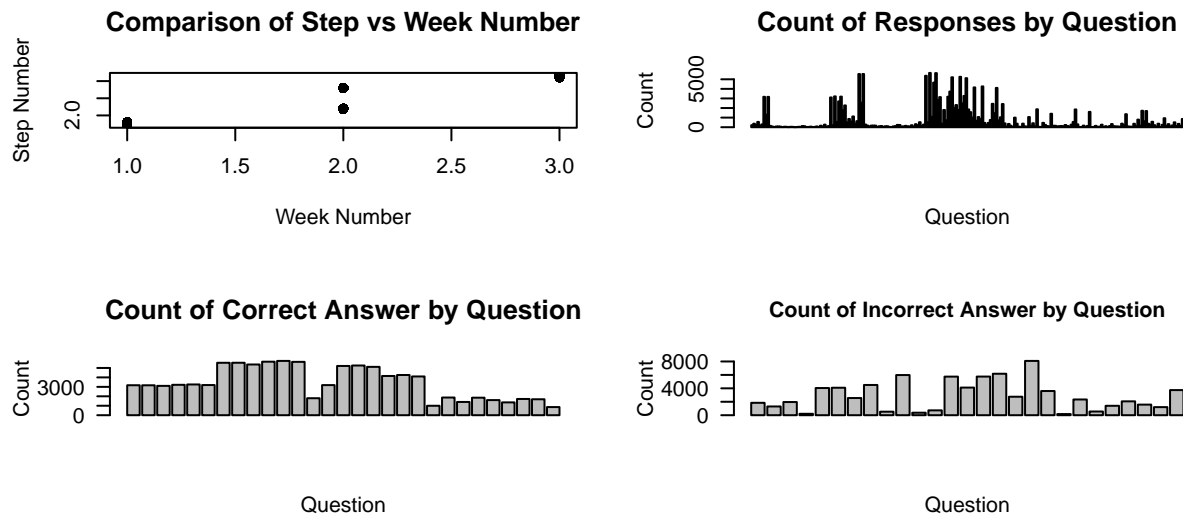 Comparison of Step vs Week Number
Step Number
2.0
1.0 1.5 2.0 2.5 3.0
Week Number
Count of Responses by Question
Count
5000
0
Question
Count of Correct Answer by Question
Count
3000
0
Question
Count of Incorrect Answer by Question
Count
8000
4000
0
Question